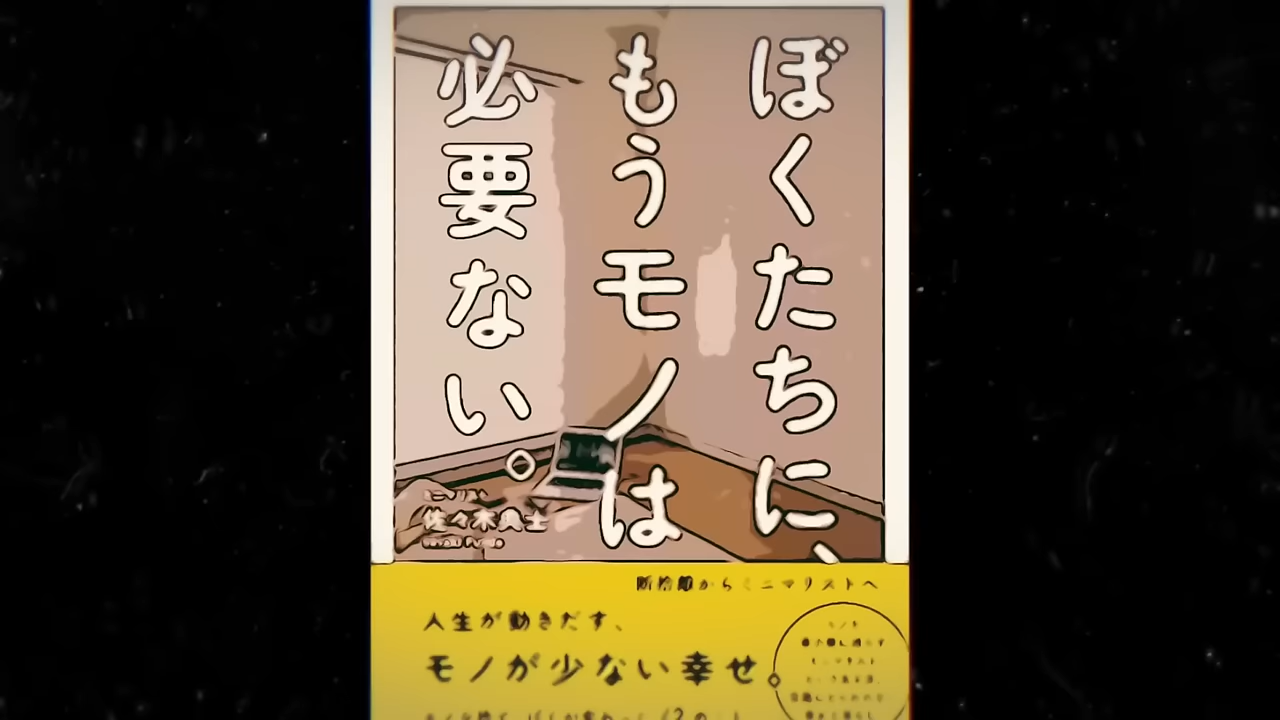 ぼくたちに、
もうモノは
必要ない。
佐々木典士
断捨離からミニマリストへ
人生が動きだす、
モノが少ない幸せ。